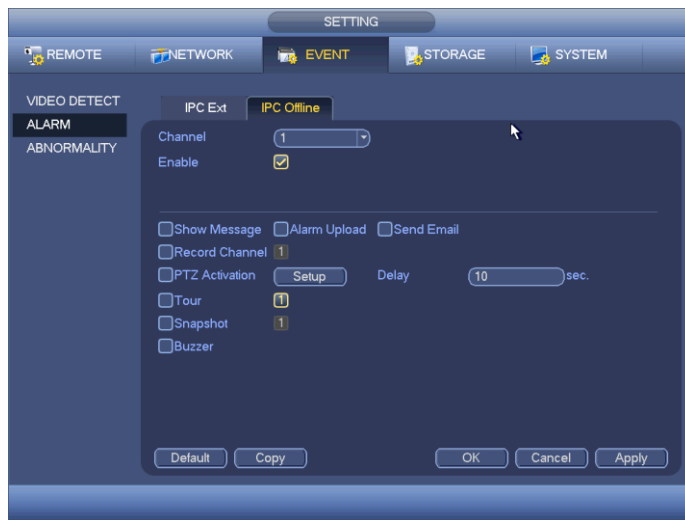 SETTING
REMOTE NETWORK EVENT STORAGE SYSTEM
VIDEO DETECT
ALARM
ABNORMALITY
IPC Ext IPC Offline
Channel 1
Enable
Show Message Alarm Upload Send Email
Record Channel 1
PTZ Activation Setup Delay 10 sec.
Tour 1
Snapshot 1
Buzzer
Default Copy OK Cancel Apply